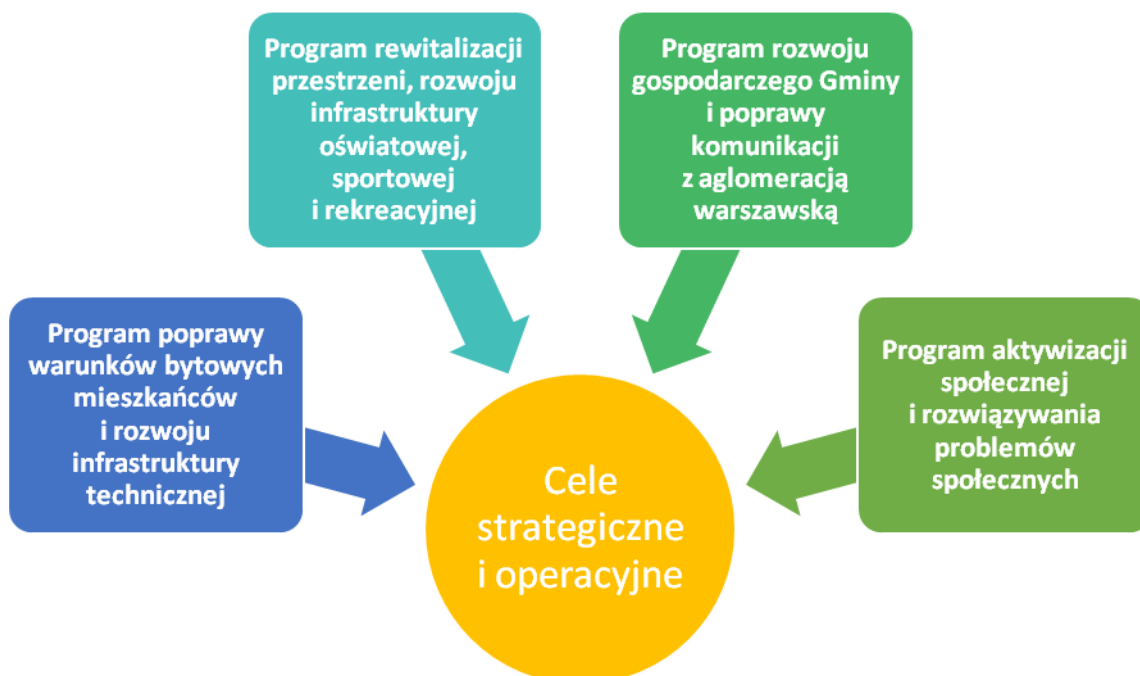 Program rewitalizacji
przestrzeni, rozwoju
infrastruktury
oświatowej,
sportowej
i rekreacyjnej
Program rozwoju
gospodarczego Gminy
i poprawy
komunikacji
z aglomeracją
warszawską
Program poprawy
warunków bytowych
mieszkańców
i rozwoju
infrastruktury
technicznej
Program aktywizacji
społecznej
i rozwiązywania
problemów
społecznych
Cele
strategiczne
i operacyjne